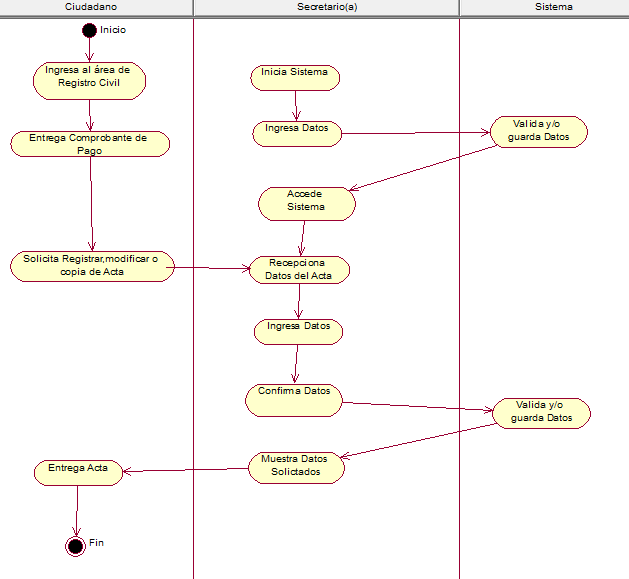 Ciudadano
Secretario(a)
Sistema
Inicio
Ingresa al área de
Registro Civil
Inicia Sistema
Entrega Comprobante de
Pago
Ingresa Datos
Valida y/o
guarda Datos
Accede
Sistema
Solicita Registrar,modificar o
copia de Acta
Recepciona
Datos del Acta
Ingresa Datos
Confirma Datos
Valida y/o
guarda Datos
Muestra Datos
Solictados
Entrega Acta
Fin